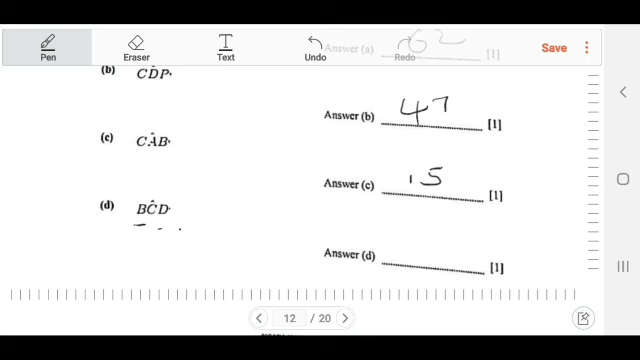 Pen Eraser Text Undo Redo Save
Answer (a) 62 [1]
(b) CD̂P,
Answer (b) 47 [1]
(c) CÂB,
Answer (c) 15 [1]
(d) BĈD.
Answer (d) [1]
12 / 20